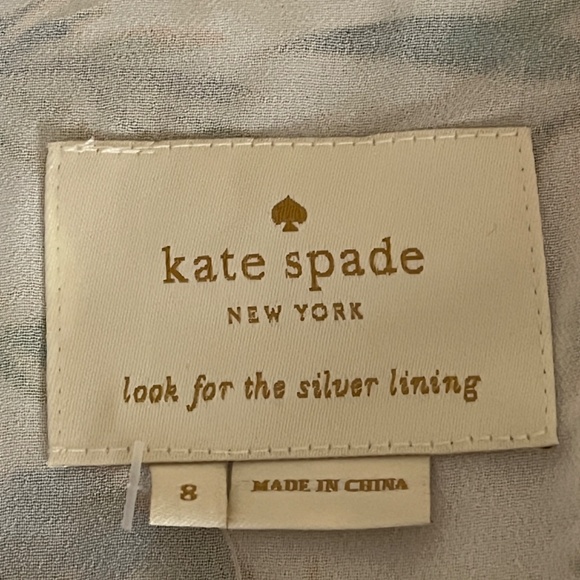 kate spade
NEW YORK
look for the silver lining
8
MADE IN CHINA